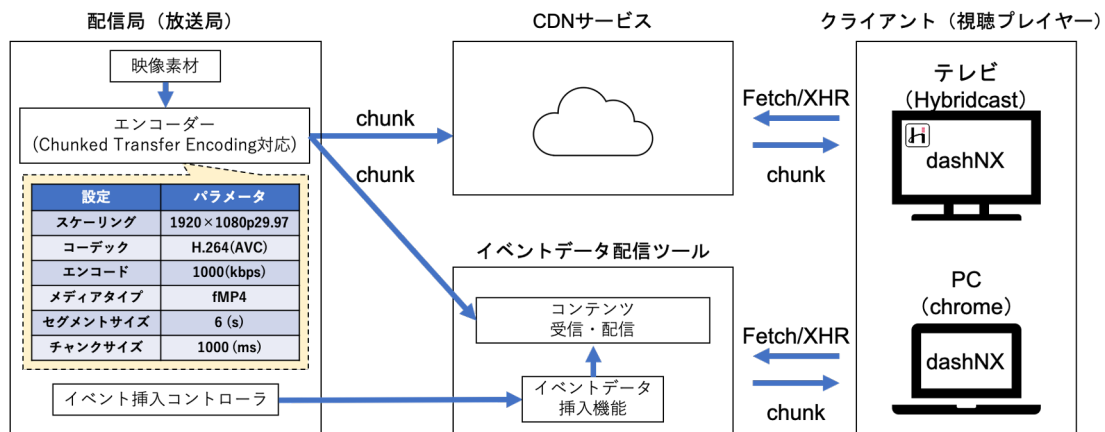 配信局（放送局）
映像素材
エンコーダー
(Chunked Transfer Encoding対応)
設定 パラメータ
スケーリング 1920×1080p29.97
コーデック H.264(AVC)
エンコード 1000(kbps)
メディアタイプ fMP4
セグメントサイズ 6 (s)
チャンクサイズ 1000 (ms)
イベント挿入コントローラ
chunk
chunk
CDNサービス
イベントデータ配信ツール
コンテンツ
受信・配信
イベントデータ
挿入機能
Fetch/XHR
chunk
Fetch/XHR
chunk
クライアント（視聴プレイヤー）
テレビ
(Hybridcast)
dashNX
PC
(chrome)
dashNX